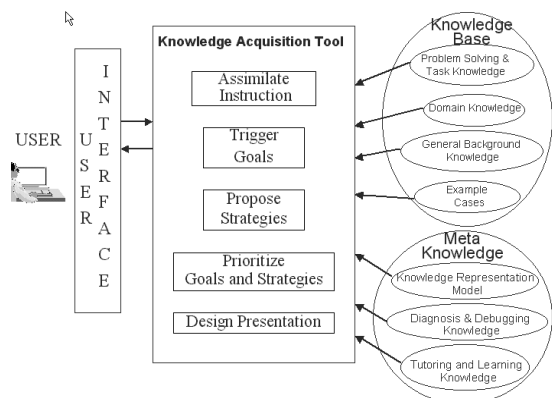 USER
USER
INTERFACE
Knowledge Acquisition Tool
Assimilate
Instruction
Trigger
Goals
Propose
Strategies
Prioritize
Goals and Strategies
Design Presentation
Knowledge
Base
Problem Solving &
Task Knowledge
Domain Knowledge
General Background
Knowledge
Example
Cases
Meta
Knowledge
Knowledge Representation
Model
Diagnosis & Debugging
Knowledge
Tutoring and Learning
Knowledge